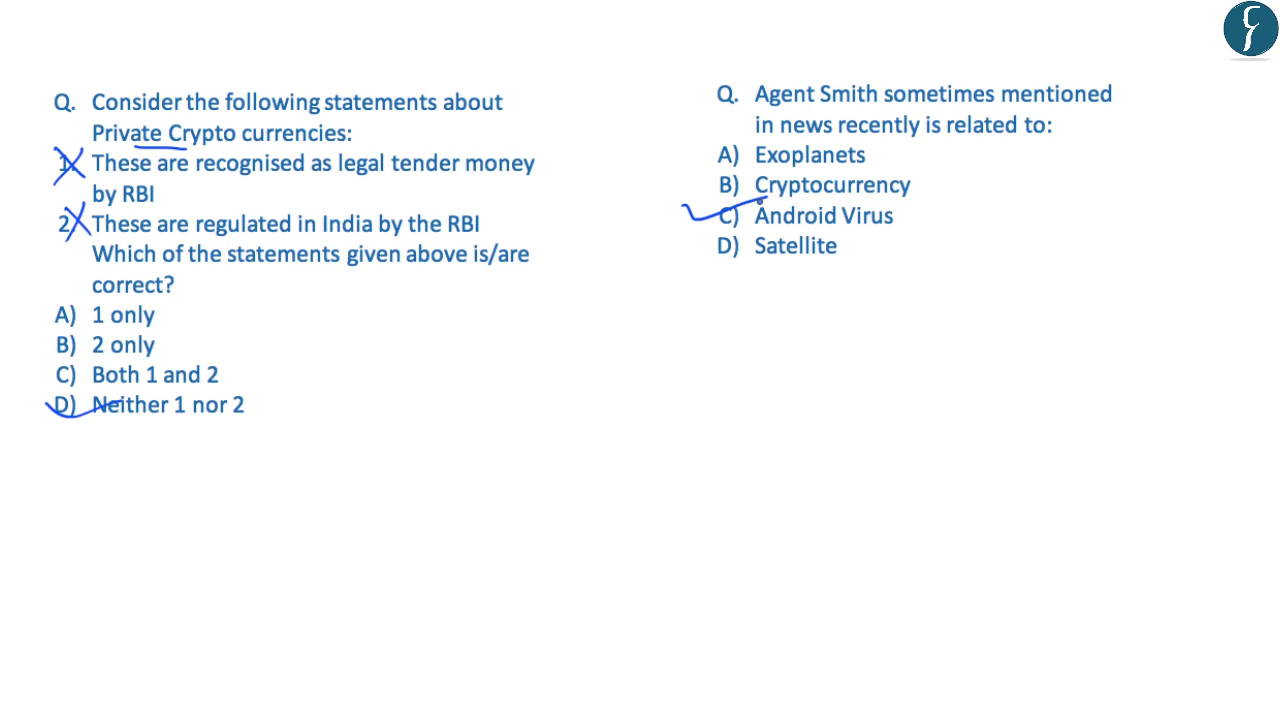 Q. Consider the following statements about
Private Crypto currencies:
1. These are recognised as legal tender money
by RBI
2. These are regulated in India by the RBI
Which of the statements given above is/are
correct?
A) 1 only
B) 2 only
C) Both 1 and 2
D) Neither 1 nor 2
Q. Agent Smith sometimes mentioned
in news recently is related to:
A) Exoplanets
B) Cryptocurrency
C) Android Virus
D) Satellite